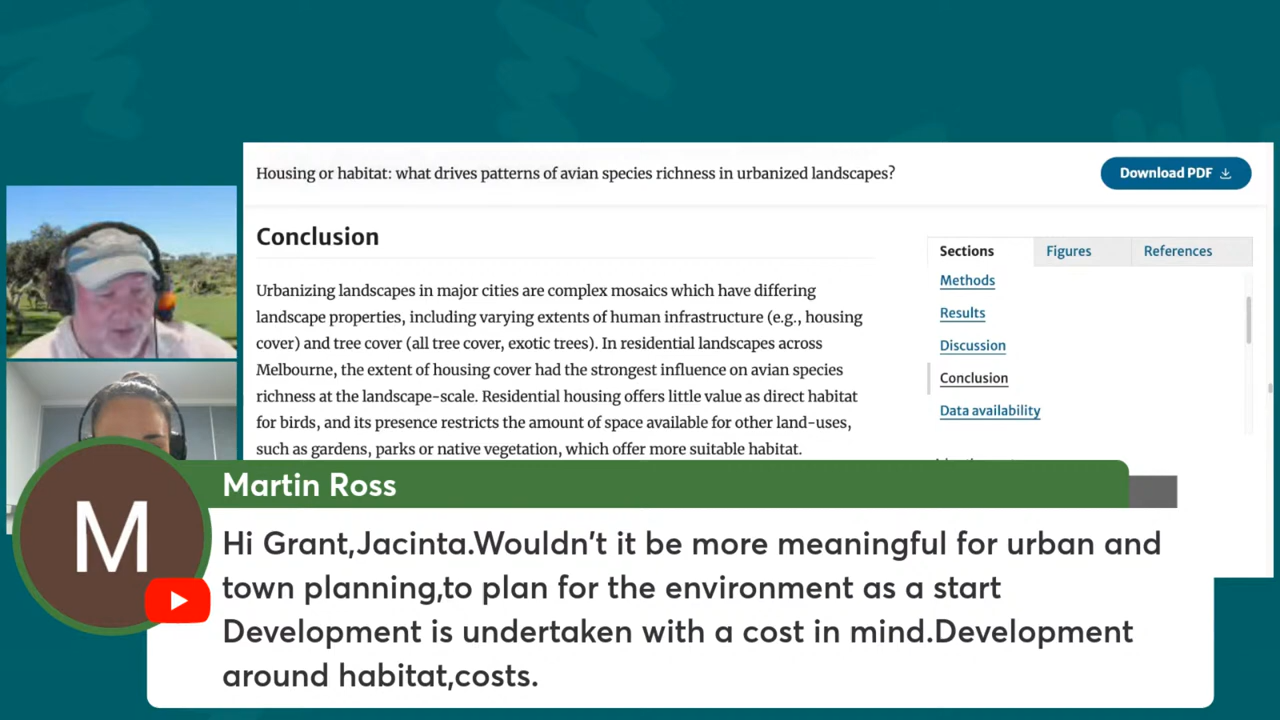 Housing or habitat: what drives patterns of avian species richness in urbanized landscapes?
Download PDF
Conclusion
Urbanizing landscapes in major cities are complex mosaics which have differing
landscape properties, including varying extents of human infrastructure (e.g., housing
cover) and tree cover (all tree cover, exotic trees). In residential landscapes across
Melbourne, the extent of housing cover had the strongest influence on avian species
richness at the landscape-scale. Residential housing offers little value as direct habitat
for birds, and its presence restricts the amount of space available for other land-uses,
such as gardens, parks or native vegetation, which offer more suitable habitat.
Sections
Figures
References
Methods
Results
Discussion
Conclusion
Data availability
M
Martin Ross
Hi Grant,Jacinta.Wouldn't it be more meaningful for urban and
town planning,to plan for the environment as a start
Development is undertaken with a cost in mind.Development
around habitat,costs.